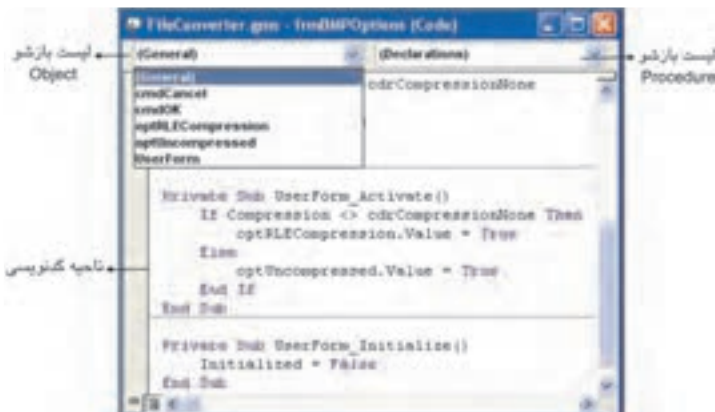 FileConverter.gms - frmBMPOptions (Code)
لیست بازشو
Object
(General)
(Declarations)
لیست بازشو
Procedure
(General)
cmdCancel
cmdOK
optRLECompression
optUncompressed
UserForm
cdrCompressionNone
Private Sub UserForm_Activate()
If Compression <> cdrCompressionNone Then
optRLECompression.Value = True
Else
optUncompressed.Value = True
End If
End Sub
ناحیه کدنویسی
Private Sub UserForm_Initialize()
Initialized = False
End Sub